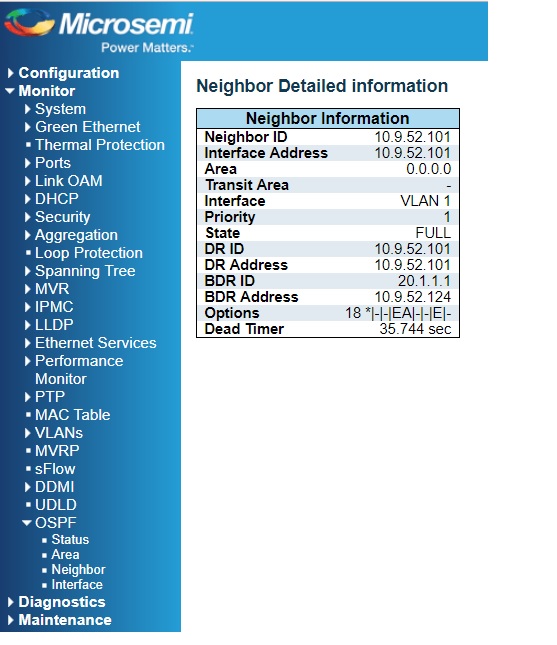 Microsemi
Power Matters.™
Configuration
Monitor
System
Green Ethernet
Thermal Protection
Ports
Link OAM
DHCP
Security
Aggregation
Loop Protection
Spanning Tree
MVR
IPMC
LLDP
Ethernet Services
Performance
Monitor
PTP
MAC Table
VLANs
MVRP
sFlow
DDMI
UDLD
OSPF
Status
Area
Neighbor
Interface
Diagnostics
Maintenance
Neighbor Detailed information
Neighbor Information
Neighbor ID 10.9.52.101
Interface Address 10.9.52.101
Area 0.0.0.0
Transit Area -
Interface VLAN 1
Priority 1
State FULL
DR ID 10.9.52.101
DR Address 10.9.52.101
BDR ID 20.1.1.1
BDR Address 10.9.52.124
Options 18 *|-|-|EA|-|-|E|-
Dead Timer 35.744 sec